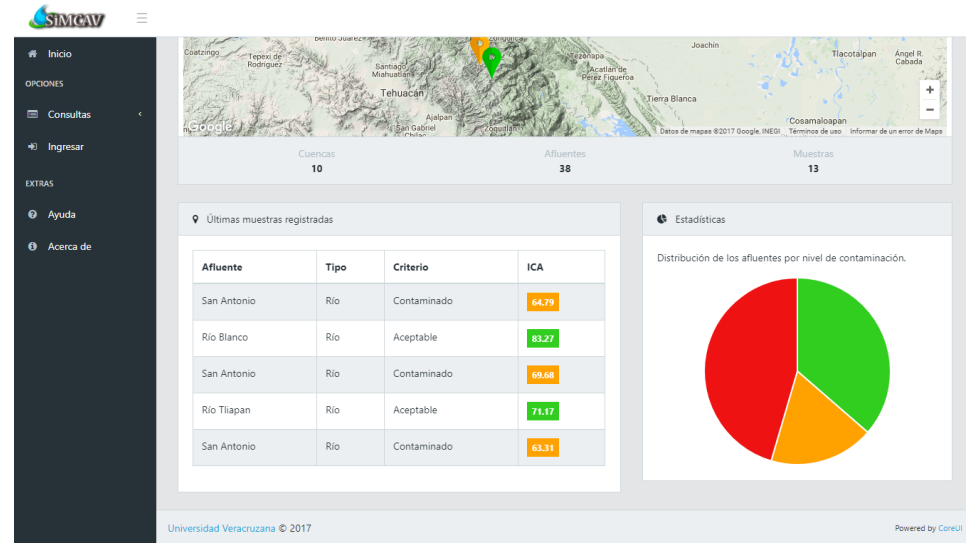 SiMCAV
Inicio
OPCIONES
Consultas
Ingresar
EXTRAS
Ayuda
Acerca de
Benito Juárez
Zongolica
Coatzingo
Tepexi de
Rodríguez
Santiago
Miahuatlán
Tehuacán
Ajalpan
San Gabriel
Chilac
Zoquitlán
Tezonapa
Acatlán de
Pérez Figueroa
Joachín
Tierra Blanca
Tlacotalpan
Ángel R.
Cabada
Cosamaloapan
+
−
Google
Datos de mapas ©2017 Google, INEGI
Términos de uso
Informar de un error de Maps
Cuencas
10
Afluentes
38
Muestras
13
Últimas muestras registradas
Afluente Tipo Criterio ICA
San Antonio Río Contaminado 64.79
Río Blanco Río Aceptable 83.27
San Antonio Río Contaminado 69.68
Río Tliapan Río Aceptable 71.17
San Antonio Río Contaminado 63.31
Estadísticas
Distribución de los afluentes por nivel de contaminación.
Universidad Veracruzana © 2017
Powered by CoreUI